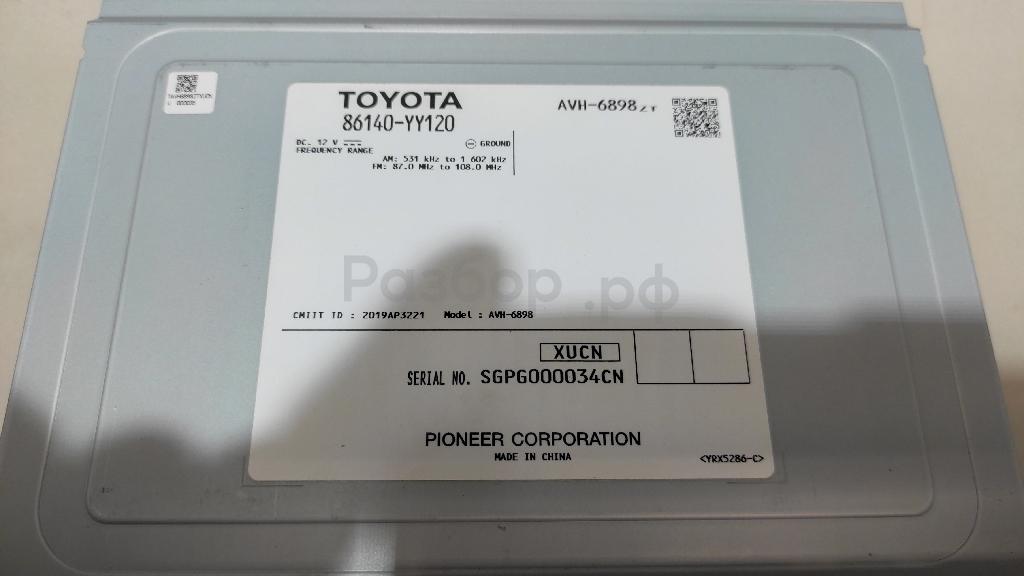 TOYOTA
86140-YY120
AVH-6898ZT
DC. 12 V
GROUND
FREQUENCY RANGE
AM: 531 kHz to 1 602 kHz
FM: 87.0 MHz to 108.0 MHz
Разбор.рф
CMIIT ID : 2019AP3221 Model : AVH-6898
XUCN
SERIAL NO. SGPG000034CN
PIONEER CORPORATION
MADE IN CHINA
<YRX5286-C>